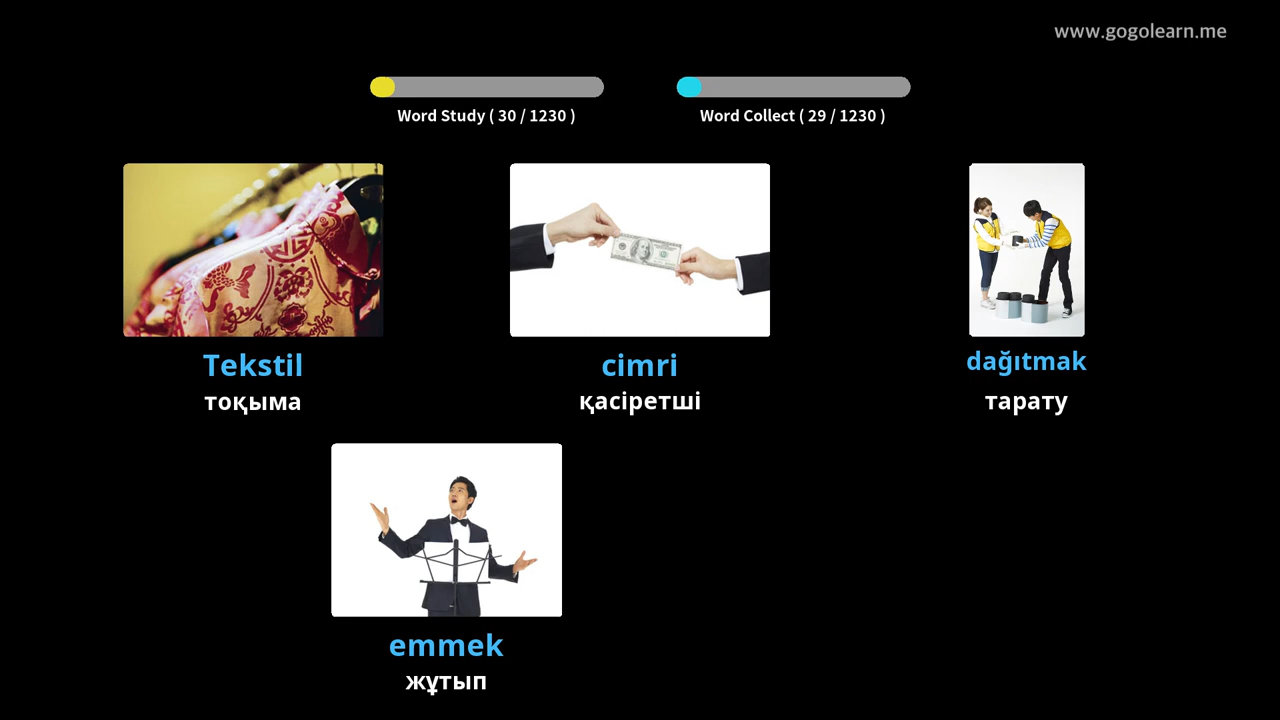 www.gogolearn.me
Word Study ( 30 / 1230 )
Word Collect ( 29 / 1230 )
Tekstil
тоқыма
cimri
қасіретші
dağıtmak
тарату
emmek
жұтып